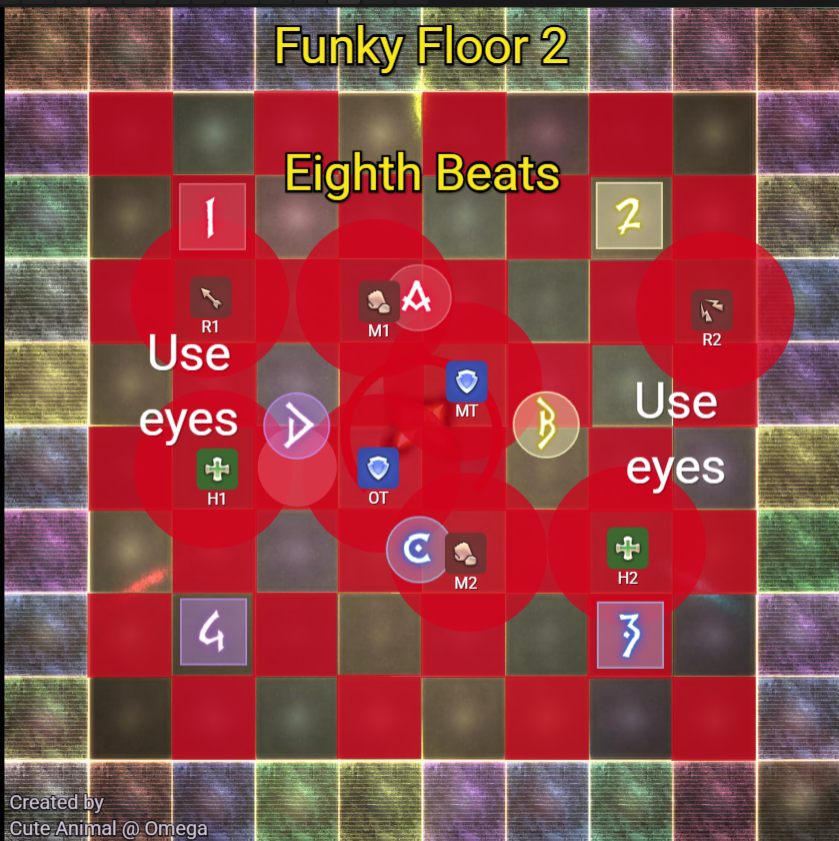 Funky Floor 2
Eighth Beats
1
2
A
R1
M1
R2
Use
eyes
MT
D
B
Use
eyes
H1
OT
C
M2
H2
4
3
Created by
Cute Animal @ Omega